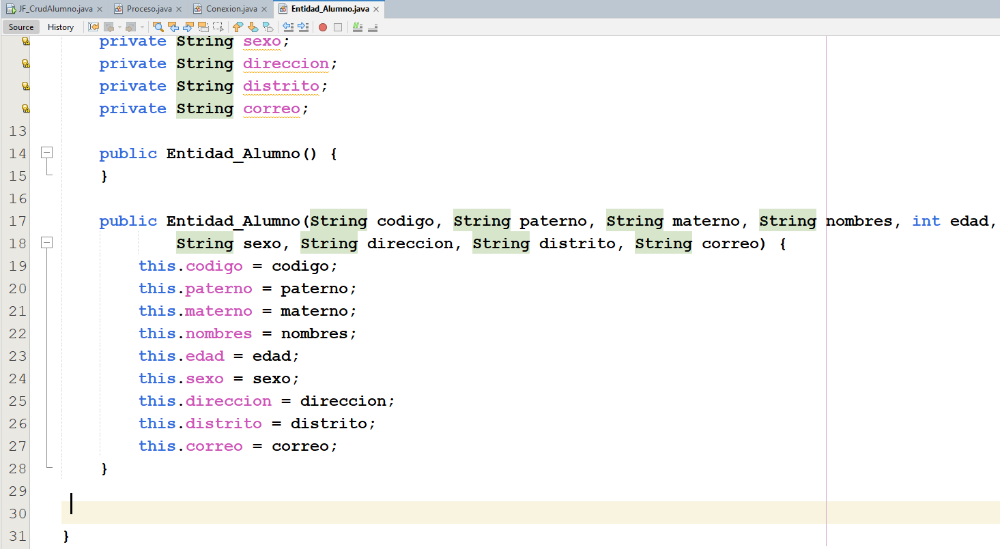 JF_CrudAlumno.java Proceso.java Conexion.java Entidad_Alumno.java
Source History
private String sexo;
private String direccion;
private String distrito;
private String correo;
13
14 public Entidad_Alumno() {
15 }
16
17 public Entidad_Alumno(String codigo, String paterno, String materno, String nombres, int edad,
18 String sexo, String direccion, String distrito, String correo) {
19 this.codigo = codigo;
20 this.paterno = paterno;
21 this.materno = materno;
22 this.nombres = nombres;
23 this.edad = edad;
24 this.sexo = sexo;
25 this.direccion = direccion;
26 this.distrito = distrito;
27 this.correo = correo;
28 }
29
30
31 }